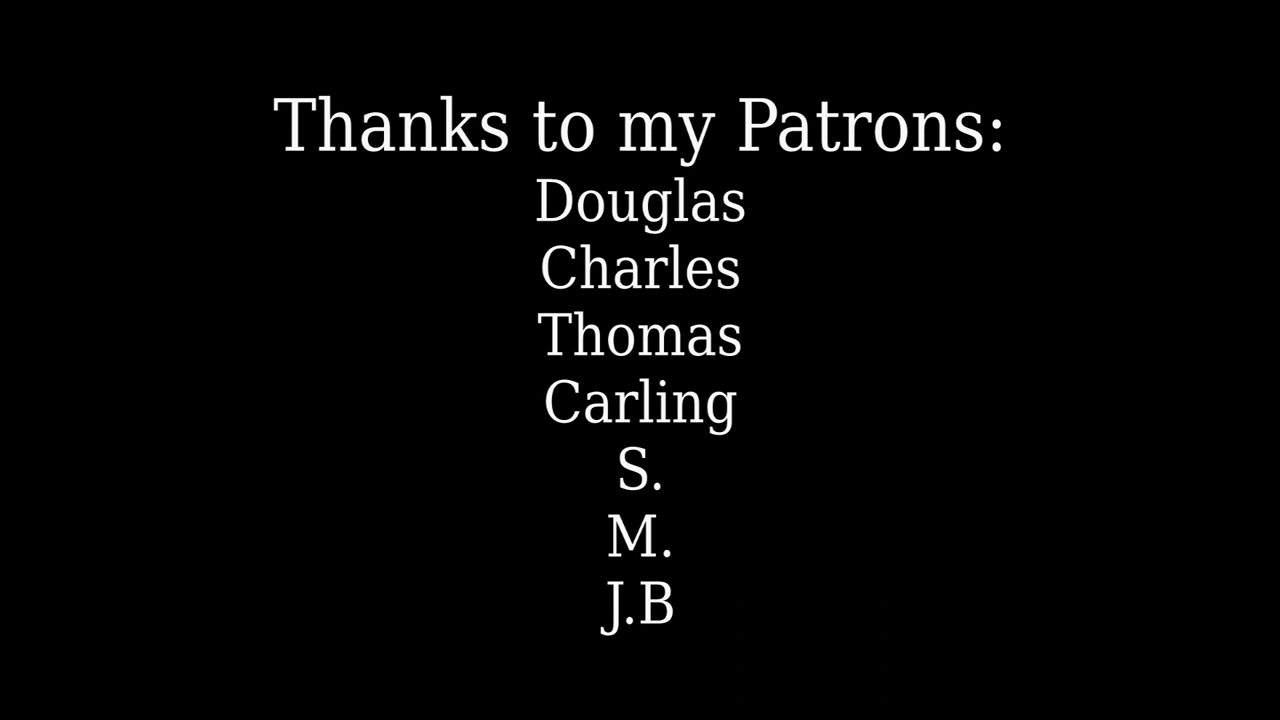 Thanks to my Patrons:
Douglas
Charles
Thomas
Carling
S.
M.
J.B